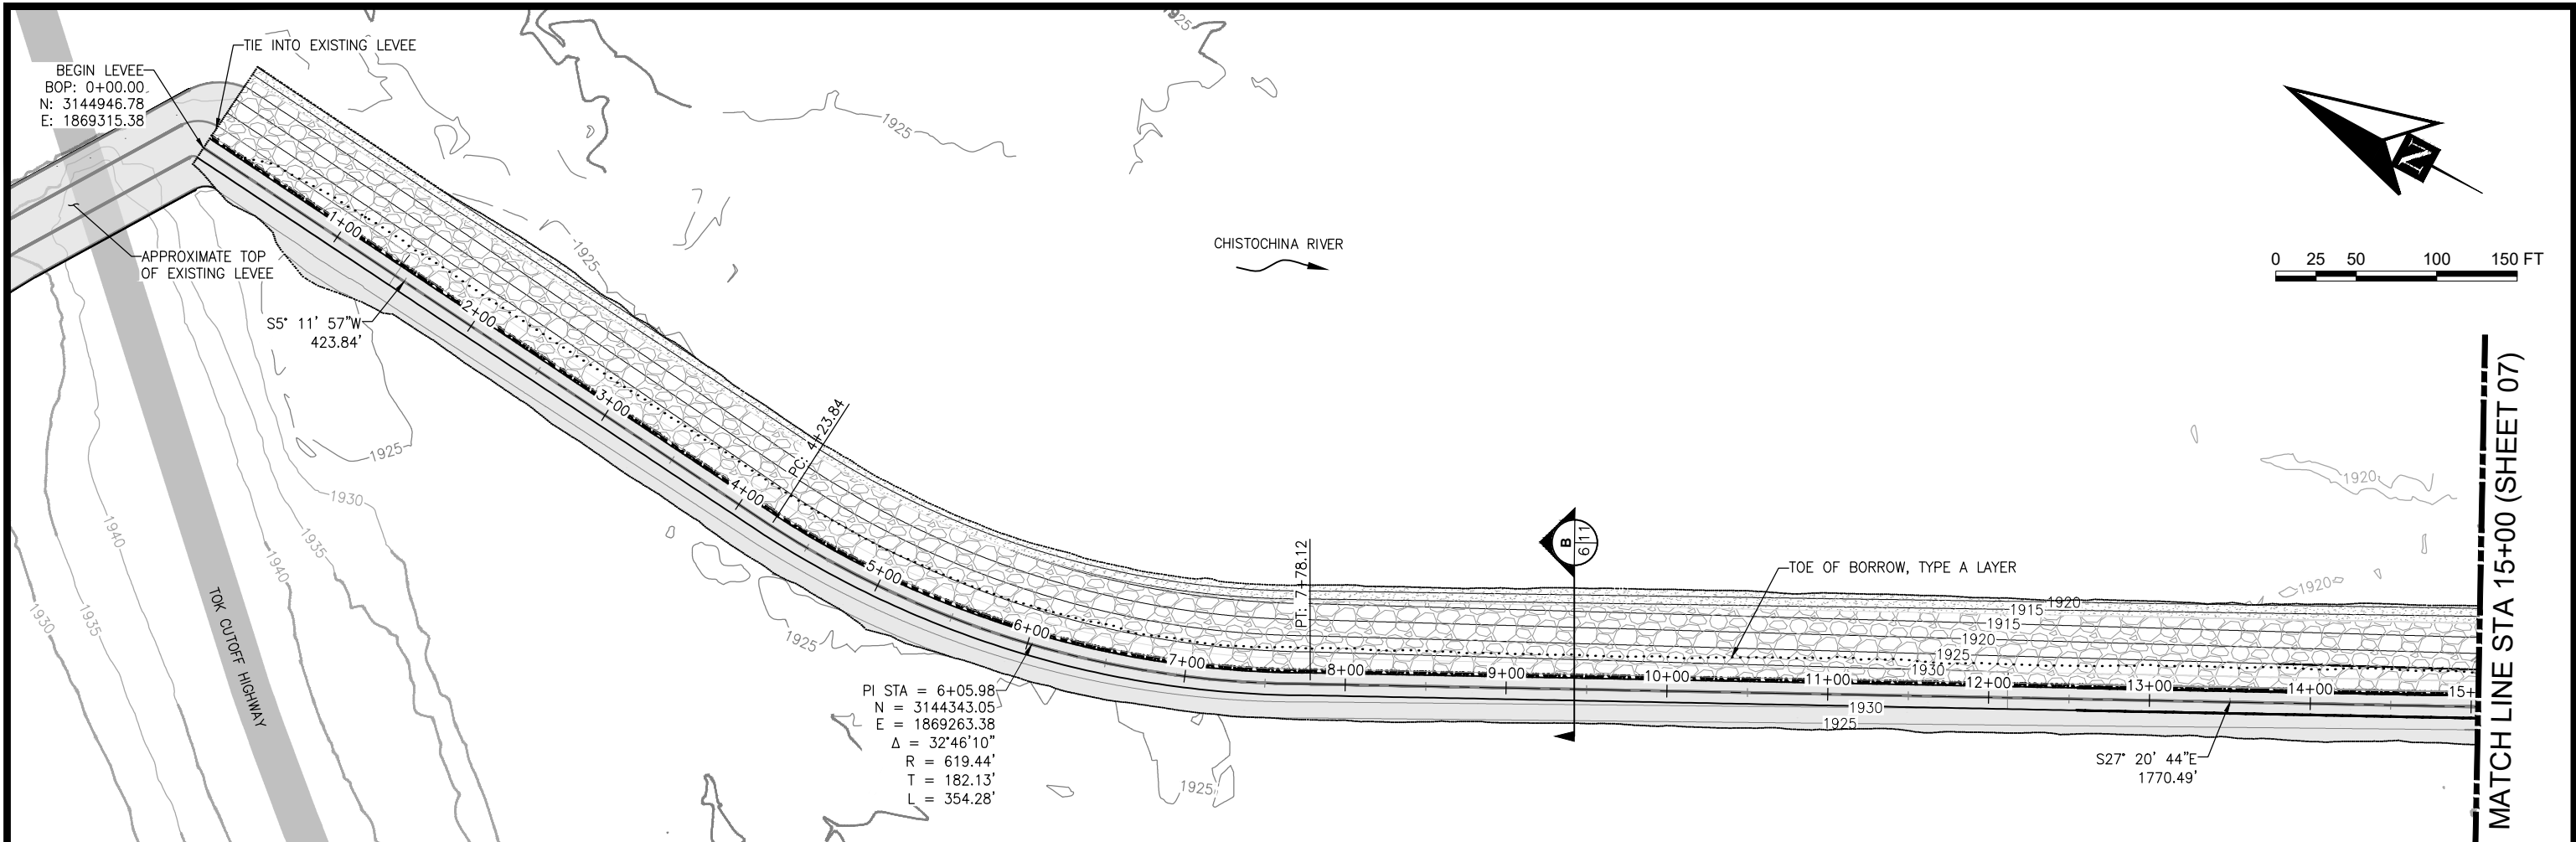 TIE INTO EXISTING LEVEE
BEGIN LEVEE
BOP: 0+00.00
N: 3144946.78
E: 1869315.38
APPROXIMATE TOP
OF EXISTING LEVEE
S5° 11' 57"W
423.84'
1+00
2+00
3+00
PC: 4+23.84
4+00
5+00
6+00
7+00
PT: 7+78.12
8+00
9+00
10+00
11+00
12+00
13+00
14+00
15+
CHISTOCHINA RIVER
B
6 11
TOE OF BORROW, TYPE A LAYER
PI STA = 6+05.98
N = 3144343.05
E = 1869263.38
Δ = 32°46'10"
R = 619.44'
T = 182.13'
L = 354.28'
S27° 20' 44"E
1770.49'
TOK CUTOFF HIGHWAY
N
0 25 50 100 150 FT
MATCH LINE STA 15+00 (SHEET 07)
1925
1925
1925
1925
1930
1935
1940
1940
1935
1930
1925
1925
1920
1915
1915
1920
1925
1930
1930
1925
1920
1920